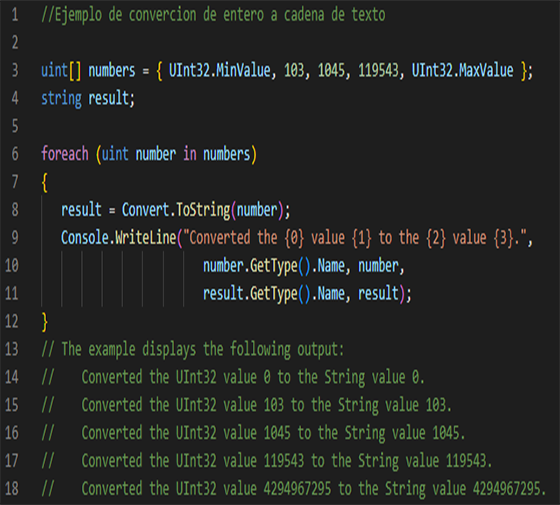 1 //Ejemplo de convercion de entero a cadena de texto
2
3 uint[] numbers = { UInt32.MinValue, 103, 1045, 119543, UInt32.MaxValue };
4 string result;
5
6 foreach (uint number in numbers)
7 {
8 result = Convert.ToString(number);
9 Console.WriteLine("Converted the {0} value {1} to the {2} value {3}.",
10 number.GetType().Name, number,
11 result.GetType().Name, result);
12 }
13 // The example displays the following output:
14 // Converted the UInt32 value 0 to the String value 0.
15 // Converted the UInt32 value 103 to the String value 103.
16 // Converted the UInt32 value 1045 to the String value 1045.
17 // Converted the UInt32 value 119543 to the String value 119543.
18 // Converted the UInt32 value 4294967295 to the String value 4294967295.